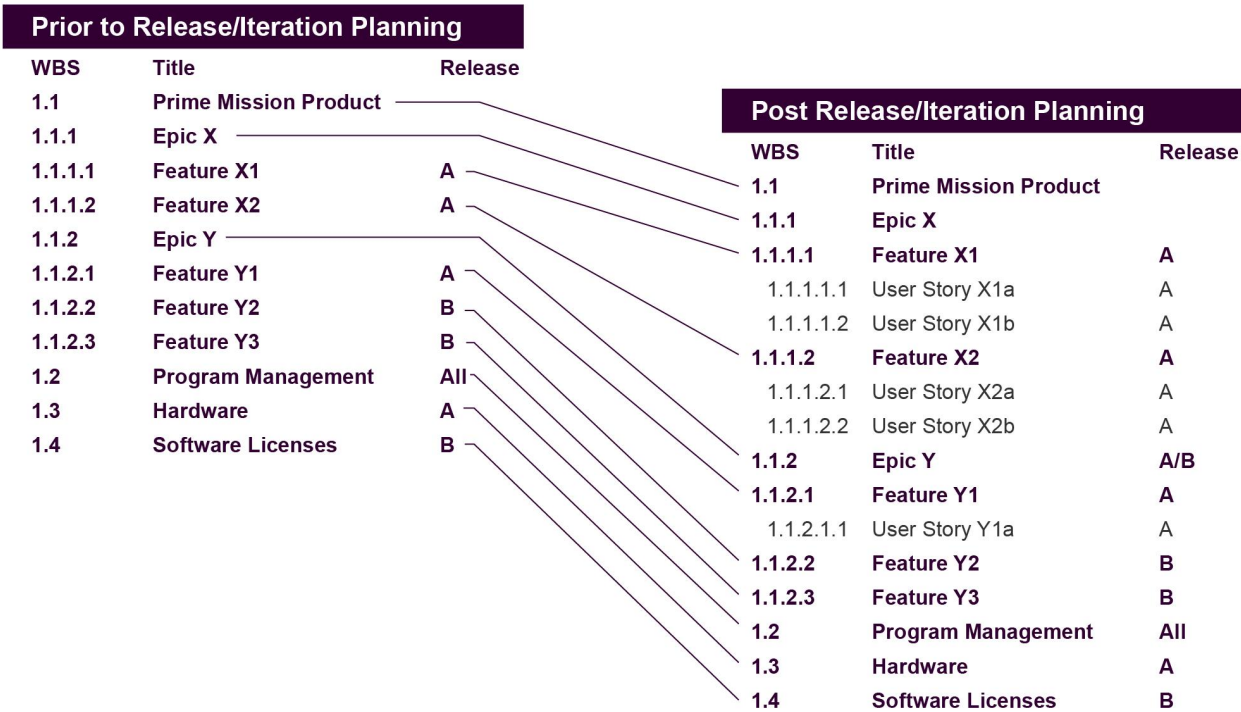 Prior to Release/Iteration Planning
WBS Title Release
1.1 Prime Mission Product
1.1.1 Epic X
1.1.1.1 Feature X1 A
1.1.1.2 Feature X2 A
1.1.2 Epic Y
1.1.2.1 Feature Y1 A
1.1.2.2 Feature Y2 B
1.1.2.3 Feature Y3 B
1.2 Program Management All
1.3 Hardware A
1.4 Software Licenses B
Post Release/Iteration Planning
WBS Title Release
1.1 Prime Mission Product
1.1.1 Epic X
1.1.1.1 Feature X1 A
1.1.1.1.1 User Story X1a A
1.1.1.1.2 User Story X1b A
1.1.1.2 Feature X2 A
1.1.1.2.1 User Story X2a A
1.1.1.2.2 User Story X2b A
1.1.2 Epic Y A/B
1.1.2.1 Feature Y1 A
1.1.2.1.1 User Story Y1a A
1.1.2.2 Feature Y2 B
1.1.2.3 Feature Y3 B
1.2 Program Management All
1.3 Hardware A
1.4 Software Licenses B